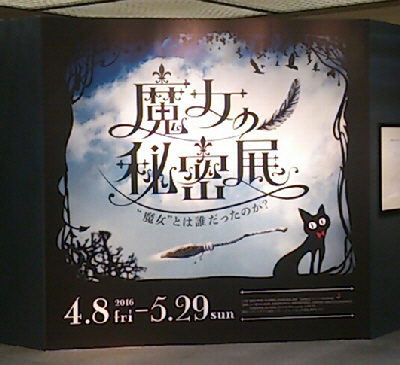 魔女の
秘密展
“魔女”とは誰だったのか?
2016
4.8 fri – 5.29 sun